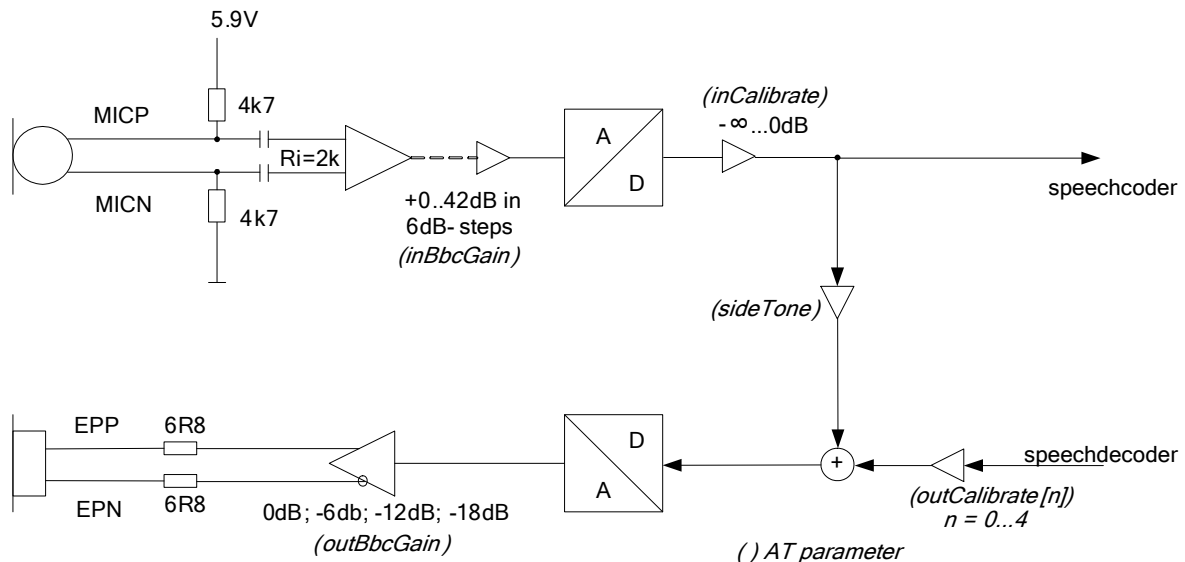 5.9V
4k7
MICP
Ri=2k
MICN
4k7
+0..42dB in
6dB- steps
(inBbcGain)
A
D
(inCalibrate)
-∞...0dB
speechcoder
(sideTone)
EPP
6R8
EPN
6R8
0dB; -6db; -12dB; -18dB
(outBbcGain)
D
A
+
speechdecoder
(outCalibrate[n])
n = 0...4
( ) AT parameter